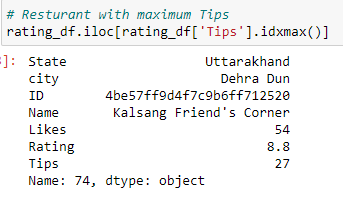 # Resturant with maximum Tips
rating_df.iloc[rating_df['Tips'].idxmax()]
]: State Uttarakhand
city Dehra Dun
ID 4be57ff9d4f7c9b6ff712520
Name Kalsang Friend's Corner
Likes 54
Rating 8.8
Tips 27
Name: 74, dtype: object